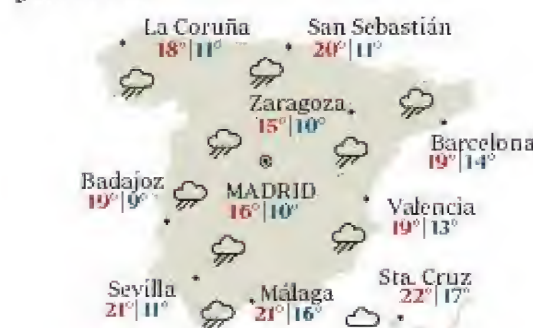 La Coruña
18°|11°
San Sebastián
20°|11°
Zaragoza
15°|10°
Barcelona
19°|14°
Badajoz
19°|9°
MADRID
16°|10°
Valencia
19°|13°
Sevilla
21°|11°
Málaga
21°|16°
Sta. Cruz
22°|17°